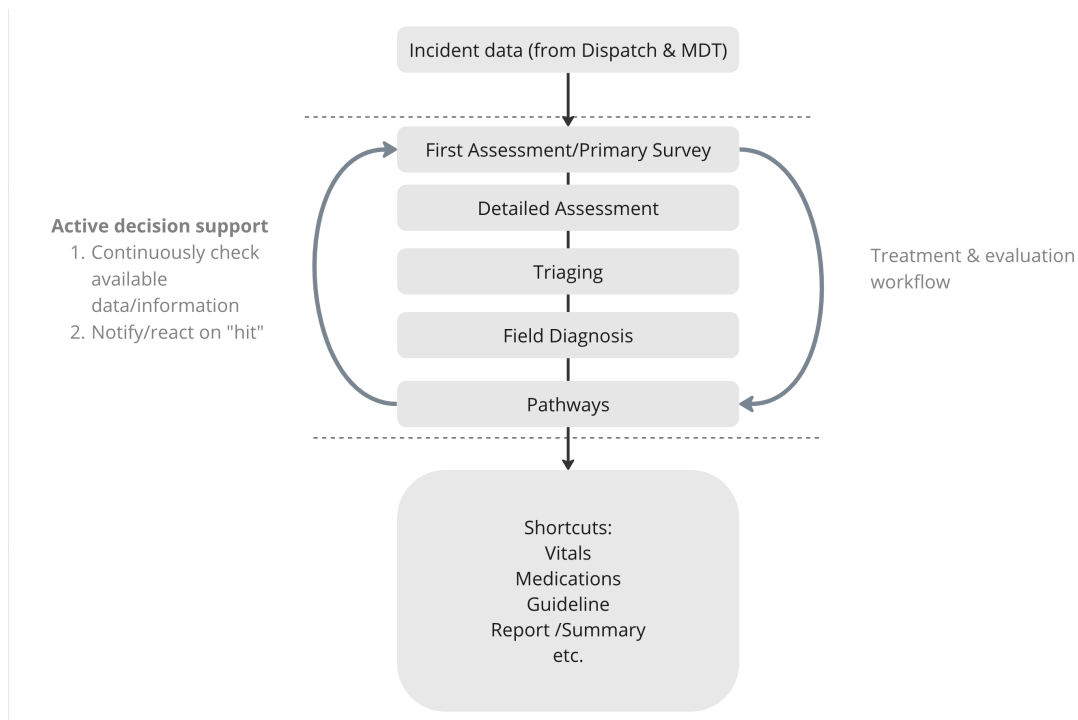 Incident data (from Dispatch & MDT)
First Assessment/Primary Survey
Detailed Assessment
Triaging
Field Diagnosis
Pathways
Active decision support
1. Continuously check
available
data/information
2. Notify/react on "hit"
Treatment & evaluation
workflow
Shortcuts:
Vitals
Medications
Guideline
Report /Summary
etc.